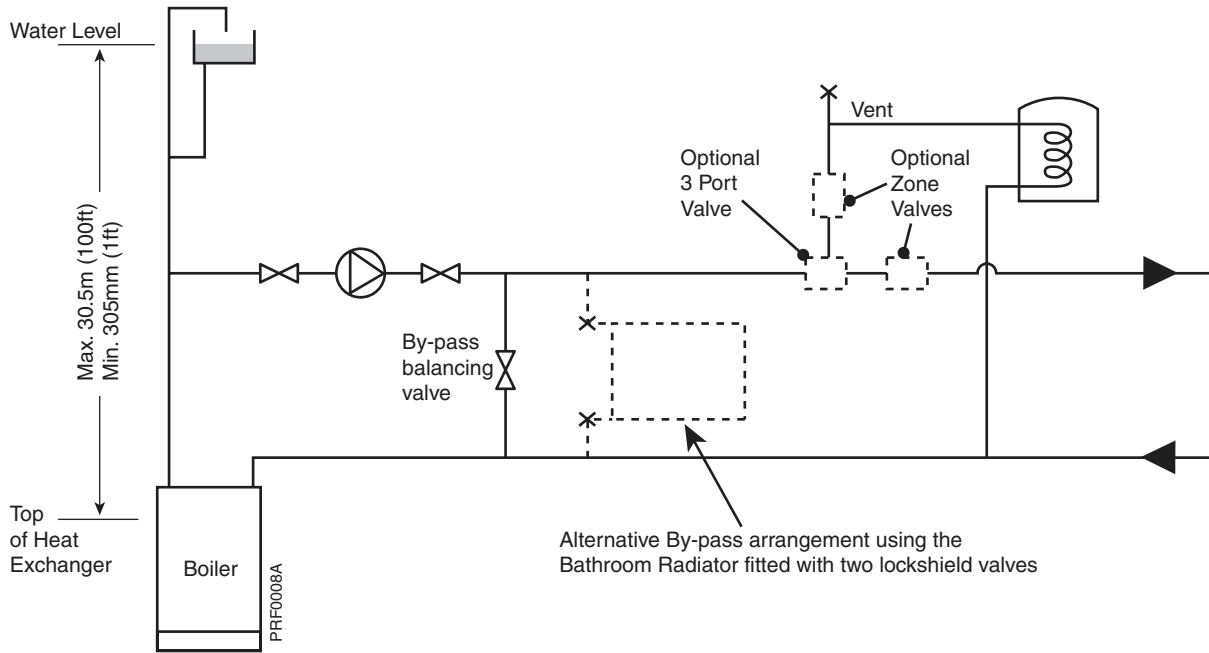 Water Level
Max. 30.5m (100ft)
Min. 305mm (1ft)
Vent
Optional
3 Port
Valve
Optional
Zone
Valves
By-pass
balancing
valve
Top
of Heat
Exchanger
Boiler
PRF0008A
Alternative By-pass arrangement using the
Bathroom Radiator fitted with two lockshield valves